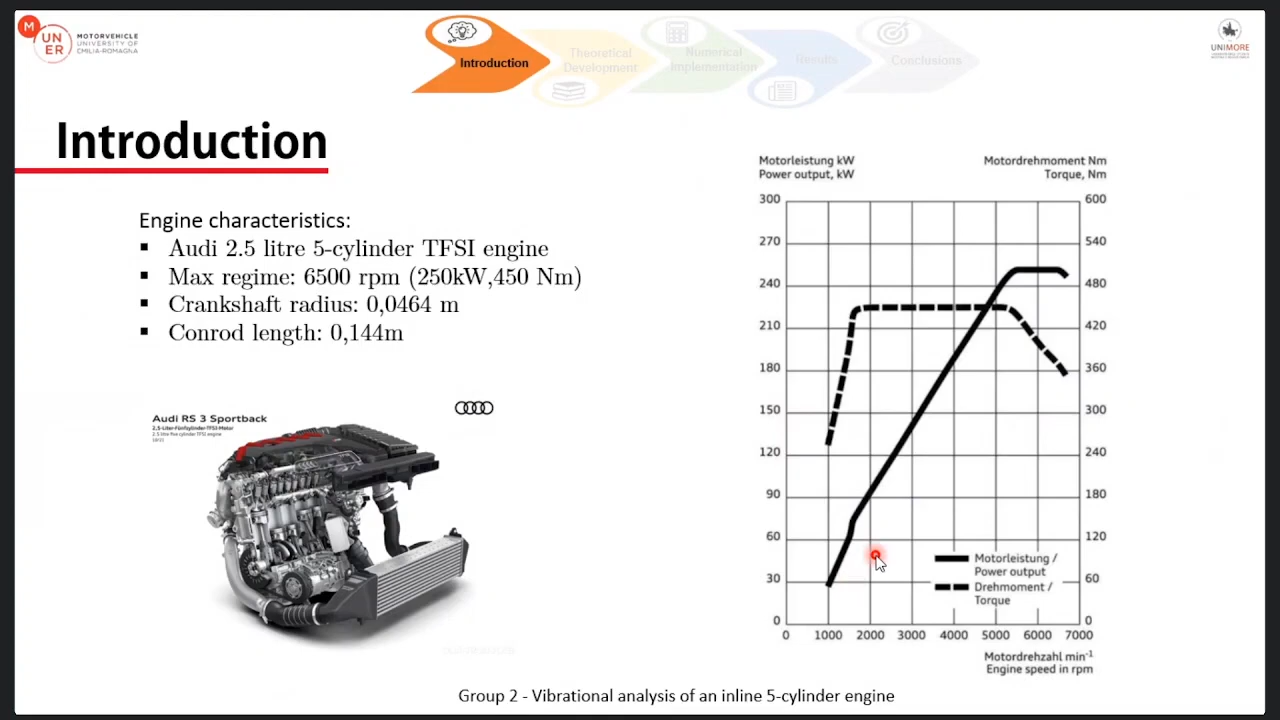 M
UN
ER
MOTORVEHICLE
UNIVERSITY OF
EMILIA-ROMAGNA
Introduction
Theoretical
Development
Numerical
Implementation
Results
Conclusions
UNIMORE
Introduction
Engine characteristics:
▪ Audi 2.5 litre 5-cylinder TFSI engine
▪ Max regime: 6500 rpm (250kW,450 Nm)
▪ Crankshaft radius: 0,0464 m
▪ Conrod length: 0,144m
Audi RS 3 Sportback
2.5-Liter-Fünfzylinder-TFSI-Motor
2.5 litre five cylinder TFSI engine
Motorleistung kW
Power output, kW
Motordrehmoment Nm
Torque, Nm
300 600
270 540
240 480
210 420
180 360
150 300
120 240
90 180
60 120
30 60
0 0
Motorleistung /
Power output
Drehmoment /
Torque
0 1000 2000 3000 4000 5000 6000 7000
Motordrehzahl min⁻¹
Engine speed in rpm
Group 2 - Vibrational analysis of an inline 5-cylinder engine